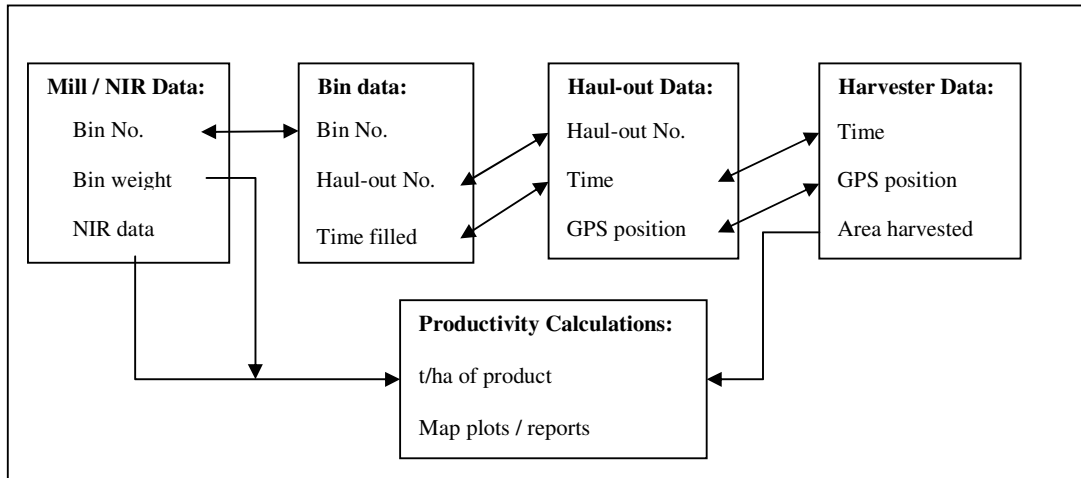 Mill / NIR Data:
Bin No.
Bin weight
NIR data
Bin data:
Bin No.
Haul-out No.
Time filled
Haul-out Data:
Haul-out No.
Time
GPS position
Harvester Data:
Time
GPS position
Area harvested
Productivity Calculations:
t/ha of product
Map plots / reports